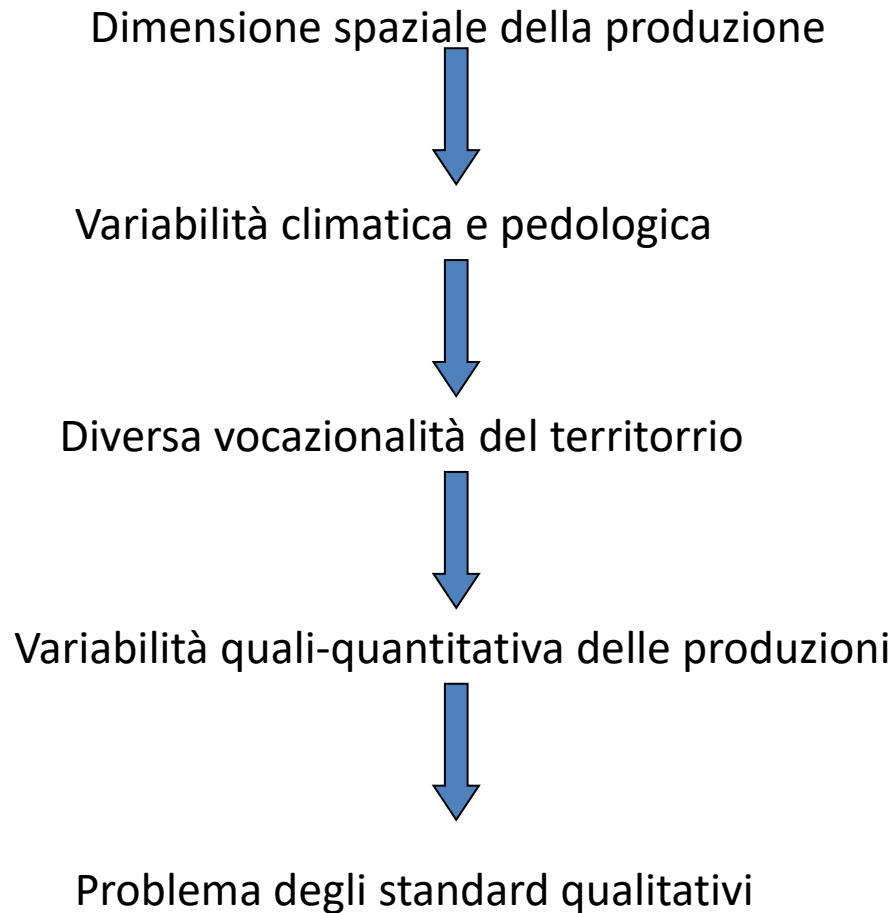 Dimensione spaziale della produzione
Variabilità climatica e pedologica
Diversa vocazionalità del territorrio
Variabilità quali-quantitativa delle produzioni
Problema degli standard qualitativi